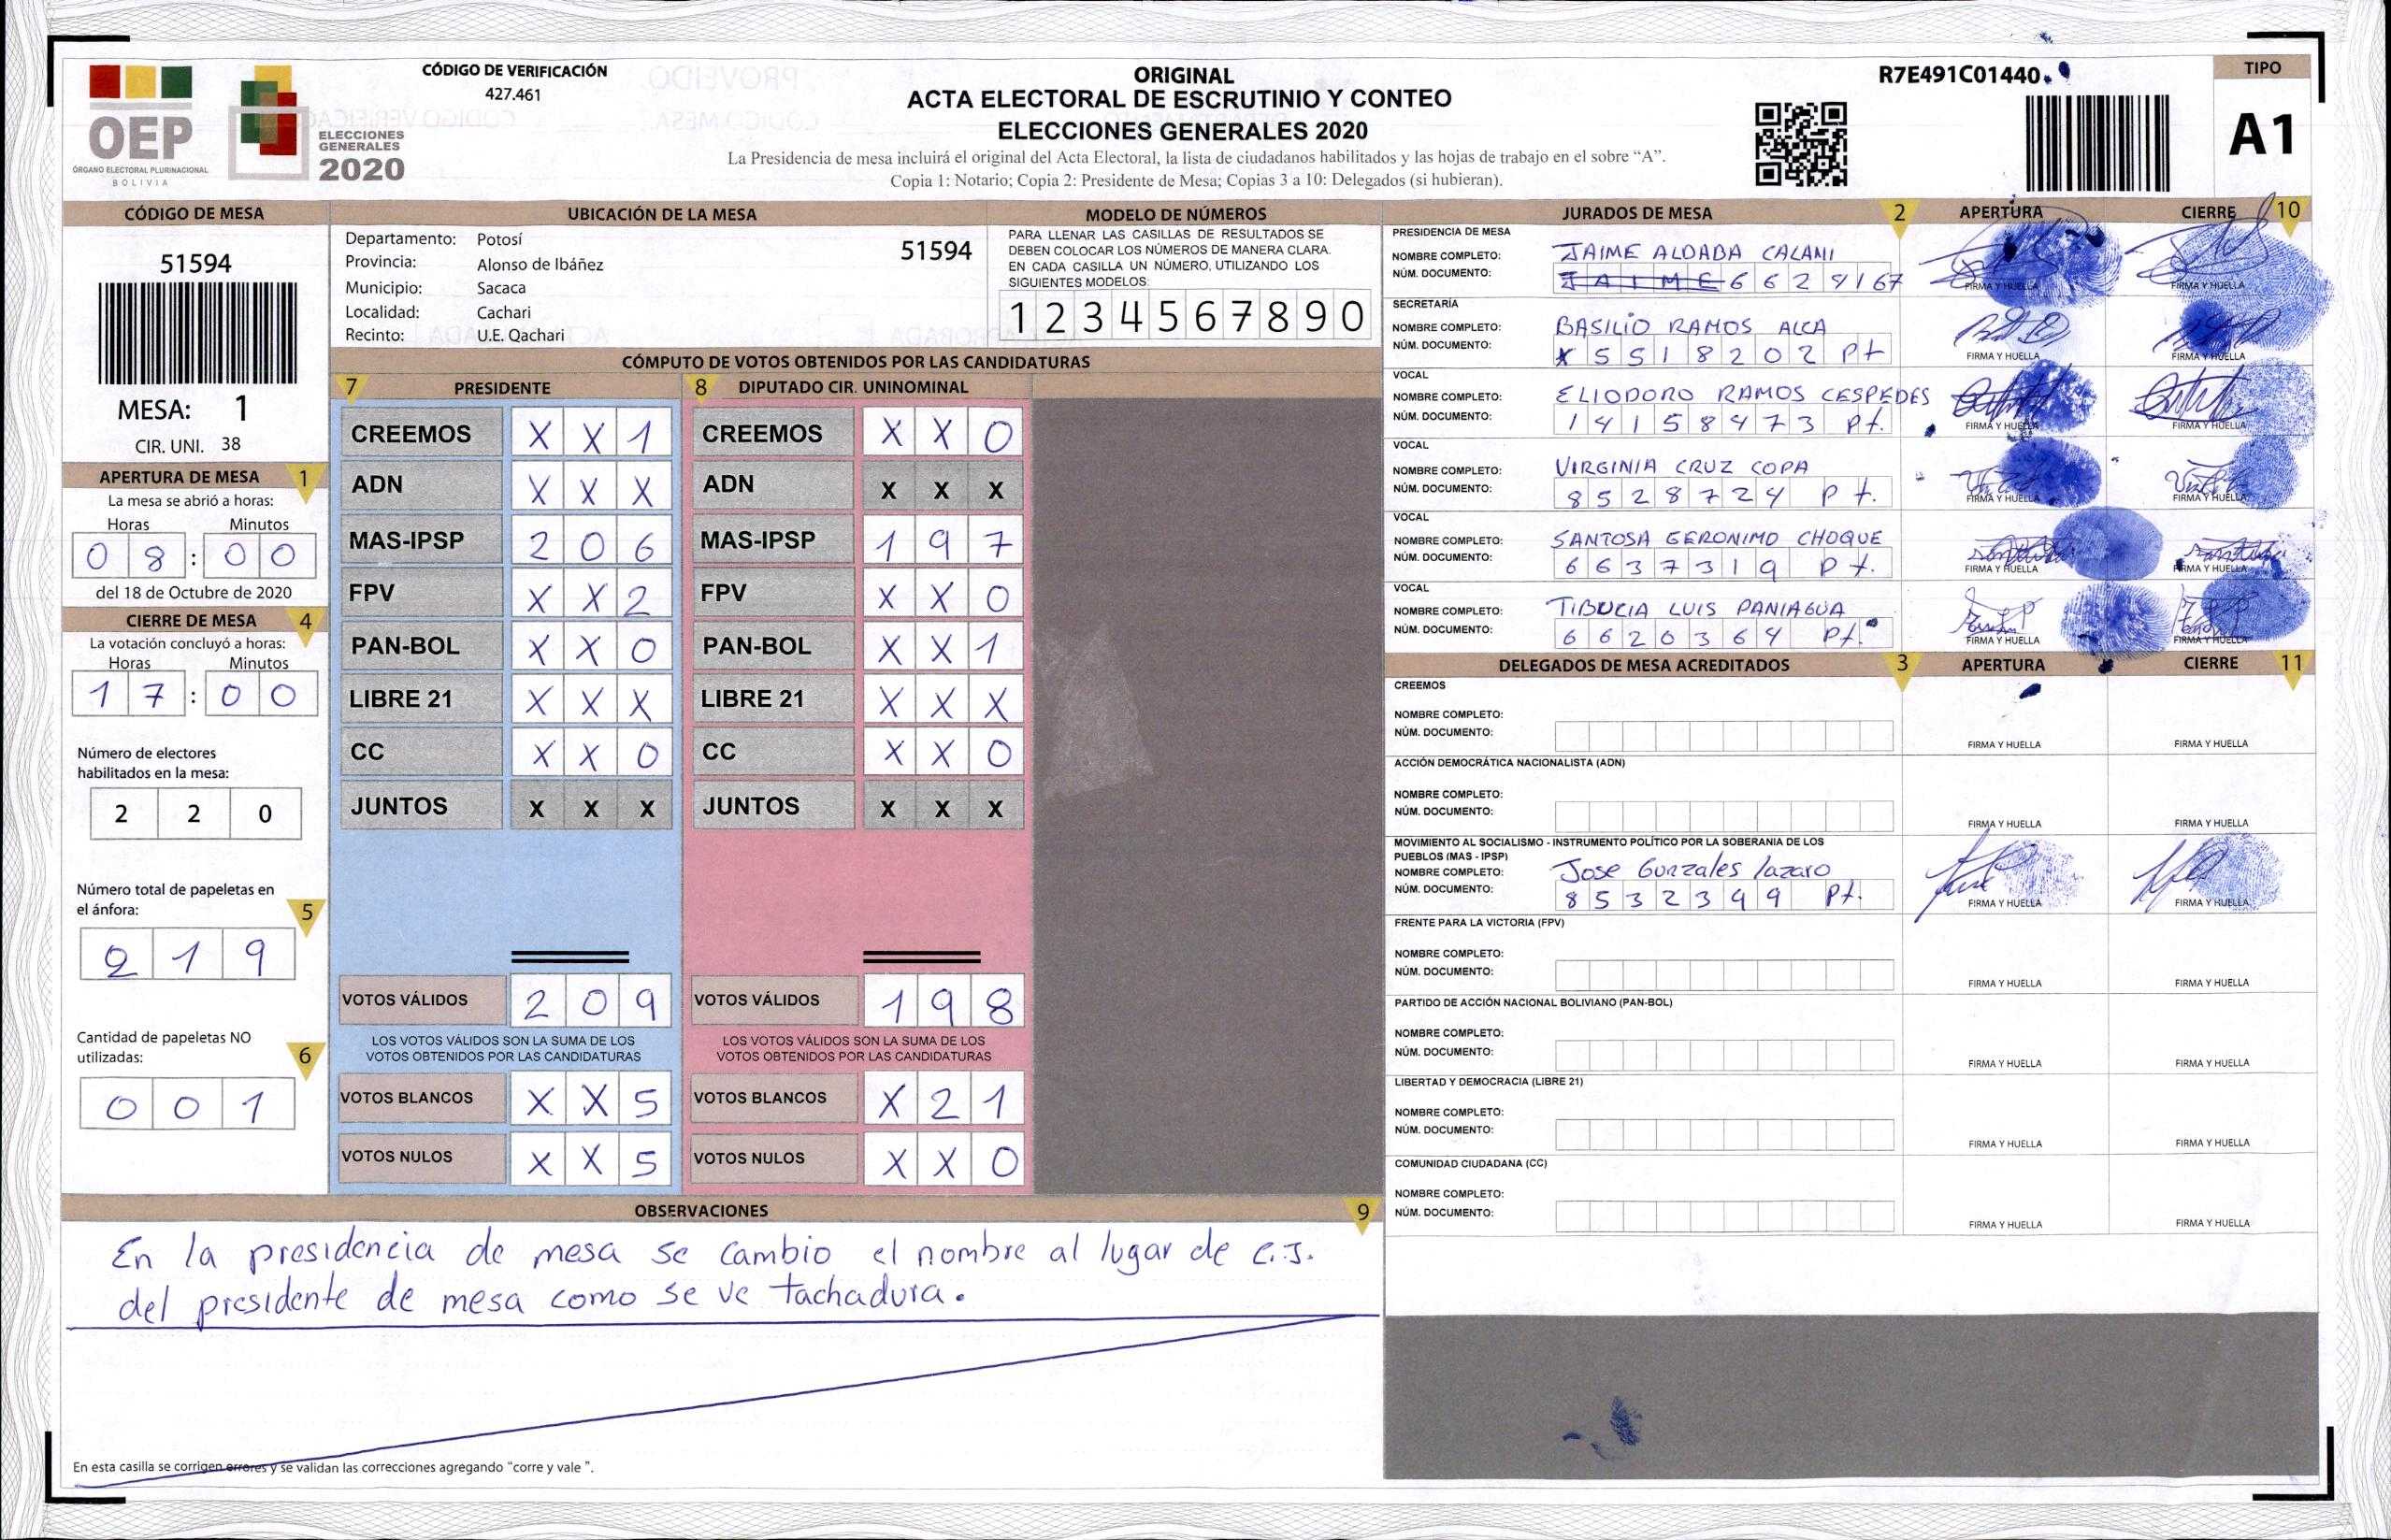 CÓDIGO DE VERIFICACIÓN
427.461
OEP
ÓRGANO ELECTORAL PLURINACIONAL
BOLIVIA
ELECCIONES
GENERALES
2020
ORIGINAL
ACTA ELECTORAL DE ESCRUTINIO Y CONTEO
ELECCIONES GENERALES 2020
La Presidencia de mesa incluirá el original del Acta Electoral, la lista de ciudadanos habilitados y las hojas de trabajo en el sobre “A”.
Copia 1: Notario; Copia 2: Presidente de Mesa; Copias 3 a 10: Delegados (si hubieran).
R7E491C01440
TIPO
A1
CÓDIGO DE MESA
51594
MESA: 1
CIR. UNI. 38
APERTURA DE MESA 1
La mesa se abrió a horas:
Horas Minutos
0 8 : 0 0
del 18 de Octubre de 2020
CIERRE DE MESA 4
La votación concluyó a horas:
Horas Minutos
1 7 : 0 0
Número de electores
habilitados en la mesa:
2 2 0
Número total de papeletas en
el ánfora: 5
2 1 9
Cantidad de papeletas NO
utilizadas: 6
0 0 1
UBICACIÓN DE LA MESA
Departamento: Potosí
51594
Provincia: Alonso de Ibáñez
Municipio: Sacaca
Localidad: Cachari
Recinto: U.E. Qachari
MODELO DE NÚMEROS
PARA LLENAR LAS CASILLAS DE RESULTADOS SE
DEBEN COLOCAR LOS NÚMEROS DE MANERA CLARA.
EN CADA CASILLA UN NÚMERO, UTILIZANDO LOS
SIGUIENTES MODELOS:
1 2 3 4 5 6 7 8 9 0
CÓMPUTO DE VOTOS OBTENIDOS POR LAS CANDIDATURAS
7 PRESIDENTE
CREEMOS X X 1
ADN X X X
MAS-IPSP 2 0 6
FPV X X 2
PAN-BOL X X 0
LIBRE 21 X X X
CC X X 0
JUNTOS X X X
VOTOS VÁLIDOS 2 0 9
LOS VOTOS VÁLIDOS SON LA SUMA DE LOS
VOTOS OBTENIDOS POR LAS CANDIDATURAS
VOTOS BLANCOS X X 5
VOTOS NULOS X X 5
8 DIPUTADO CIR. UNINOMINAL
CREEMOS X X 0
ADN X X X
MAS-IPSP 1 9 7
FPV X X 0
PAN-BOL X X 1
LIBRE 21 X X X
CC X X 0
JUNTOS X X X
VOTOS VÁLIDOS 1 9 8
LOS VOTOS VÁLIDOS SON LA SUMA DE LOS
VOTOS OBTENIDOS POR LAS CANDIDATURAS
VOTOS BLANCOS X 2 1
VOTOS NULOS X X 0
OBSERVACIONES 9
En la presidencia de mesa se cambio el nombre al lugar de C.I.
del presidente de mesa como se ve tachadura.
En esta casilla se corrigen errores y se validan las correcciones agregando “corre y vale ”.
JURADOS DE MESA 2 APERTURA CIERRE 10
PRESIDENCIA DE MESA
NOMBRE COMPLETO: JAIME ALDADA CALANI
NÚM. DOCUMENTO: JAIME 6 6 2 9 1 6 7
FIRMA Y HUELLA FIRMA Y HUELLA
SECRETARÍA
NOMBRE COMPLETO: BASILIO RAMOS ALCA
NÚM. DOCUMENTO: X 5 5 1 8 2 0 2 Pt
FIRMA Y HUELLA FIRMA Y HUELLA
VOCAL
NOMBRE COMPLETO: ELIODORO RAMOS CESPEDES
NÚM. DOCUMENTO: 1 4 1 5 8 4 7 3 Pt.
FIRMA Y HUELLA FIRMA Y HUELLA
VOCAL
NOMBRE COMPLETO: VIRGINIA CRUZ COPA
NÚM. DOCUMENTO: 8 5 2 8 7 2 4 P t.
FIRMA Y HUELLA FIRMA Y HUELLA
VOCAL
NOMBRE COMPLETO: SANTOSA GERONIMO CHOQUE
NÚM. DOCUMENTO: 6 6 3 7 3 1 9 P t.
FIRMA Y HUELLA FIRMA Y HUELLA
VOCAL
NOMBRE COMPLETO: TIBUCIA LUIS PANIAGUA
NÚM. DOCUMENTO: 6 6 2 0 3 6 4 Pt.
FIRMA Y HUELLA FIRMA Y HUELLA
DELEGADOS DE MESA ACREDITADOS 3 APERTURA CIERRE 11
CREEMOS
NOMBRE COMPLETO:
NÚM. DOCUMENTO:
FIRMA Y HUELLA FIRMA Y HUELLA
ACCIÓN DEMOCRÁTICA NACIONALISTA (ADN)
NOMBRE COMPLETO:
NÚM. DOCUMENTO:
FIRMA Y HUELLA FIRMA Y HUELLA
MOVIMIENTO AL SOCIALISMO - INSTRUMENTO POLÍTICO POR LA SOBERANIA DE LOS
PUEBLOS (MAS - IPSP)
NOMBRE COMPLETO: Jose Gonzales lazaro
NÚM. DOCUMENTO: 8 5 3 2 3 9 9 Pt.
FIRMA Y HUELLA FIRMA Y HUELLA
FRENTE PARA LA VICTORIA (FPV)
NOMBRE COMPLETO:
NÚM. DOCUMENTO:
FIRMA Y HUELLA FIRMA Y HUELLA
PARTIDO DE ACCIÓN NACIONAL BOLIVIANO (PAN-BOL)
NOMBRE COMPLETO:
NÚM. DOCUMENTO:
FIRMA Y HUELLA FIRMA Y HUELLA
LIBERTAD Y DEMOCRACIA (LIBRE 21)
NOMBRE COMPLETO:
NÚM. DOCUMENTO:
FIRMA Y HUELLA FIRMA Y HUELLA
COMUNIDAD CIUDADANA (CC)
NOMBRE COMPLETO:
NÚM. DOCUMENTO:
FIRMA Y HUELLA FIRMA Y HUELLA